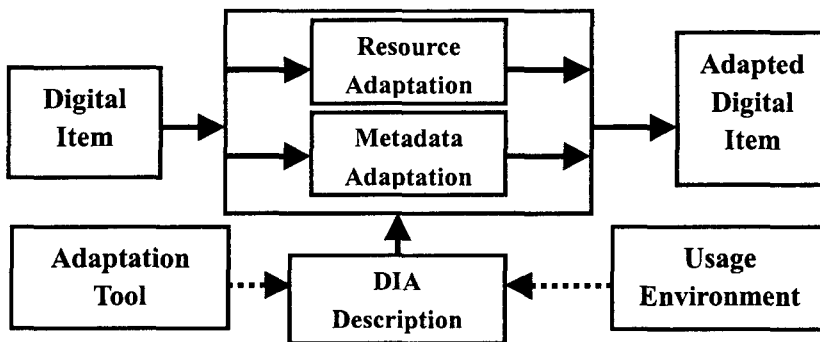 Digital
Item
Resource
Adaptation
Metadata
Adaptation
Adapted
Digital
Item
Adaptation
Tool
DIA
Description
Usage
Environment